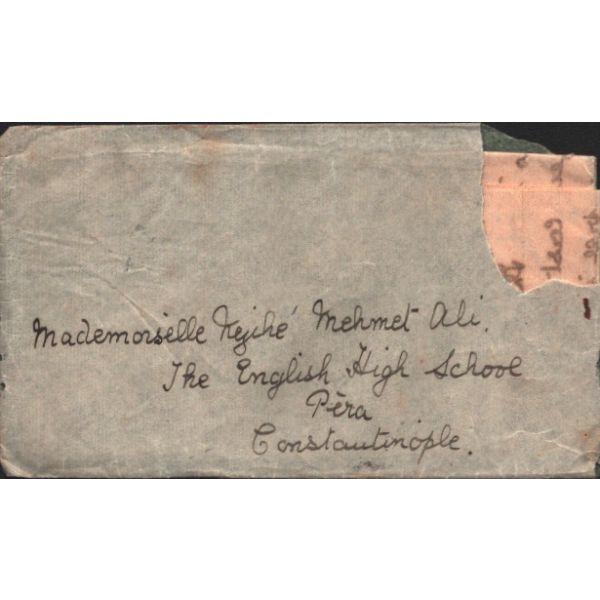 Mademoiselle Nejihé Mehmet Ali.
The English High School
Pèra
Constantinople.